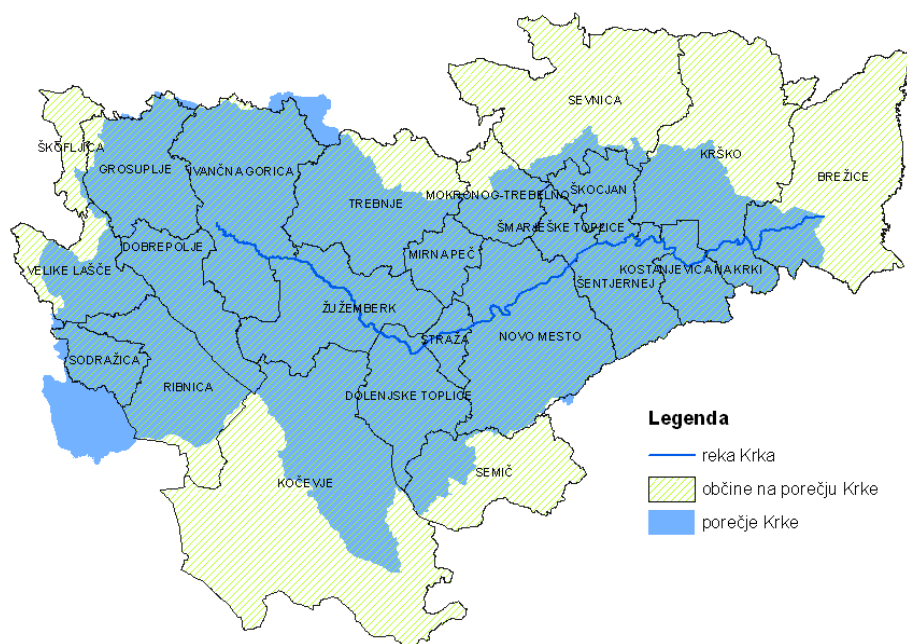 SEVNICA
ŠKOFLJICA
GROSUPLJE
IVANČNA GORICA
KRŠKO
BREŽICE
TREBNJE
MOKRONOG-TREBELNO
ŠKOCJAN
ŠMARJEŠKE TOPLICE
DOBREPOLJE
MIRNA PEČ
VELIKE LAŠČE
KOSTANJEVICA NA KRKI
ŠENTJERNEJ
ŽUŽEMBERK
STRAŽA
NOVO MESTO
SODRAŽICA
RIBNICA
DOLENJSKE TOPLICE
KOČEVJE
SEMIČ
Legenda
reka Krka
občine na porečju Krke
porečje Krke